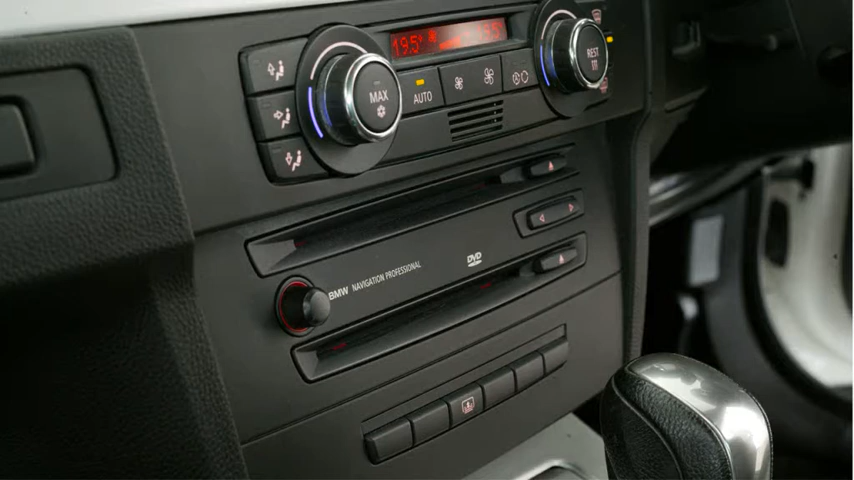 19.5°
MAX
AUTO
REST
DVD
BMW NAVIGATION PROFESSIONAL